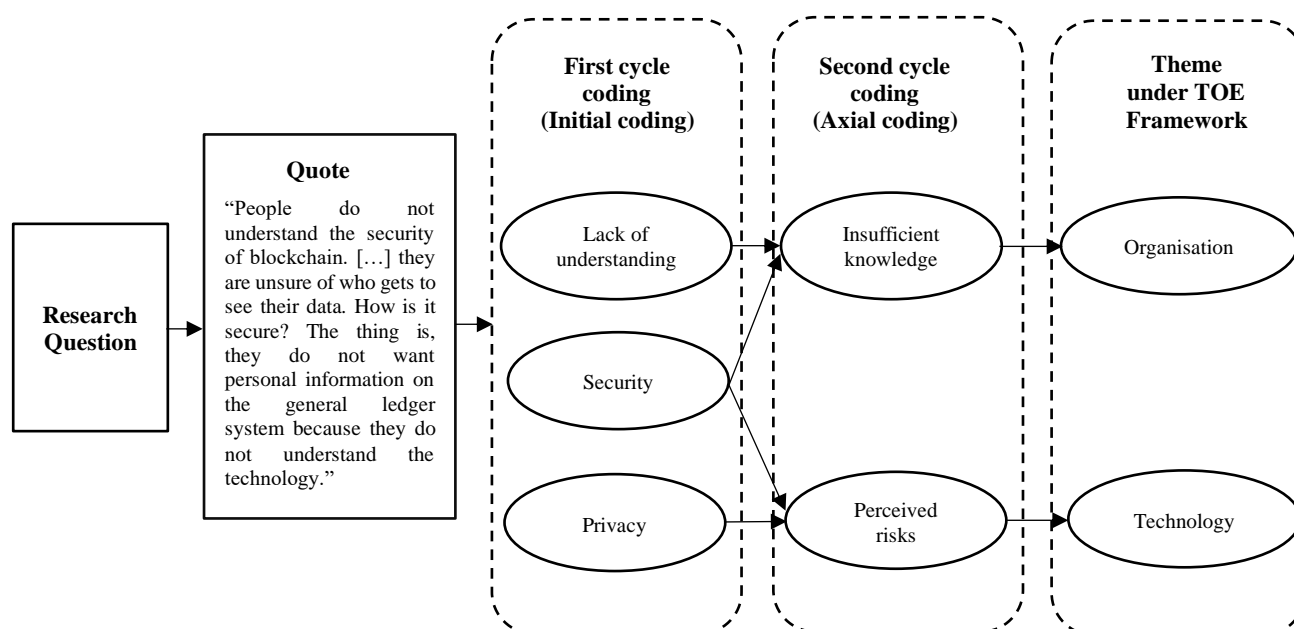 Research
Question
Quote
“People do not
understand the security
of blockchain. […] they
are unsure of who gets to
see their data. How is it
secure? The thing is,
they do not want
personal information on
the general ledger
system because they do
not understand the
technology.”
First cycle
coding
(Initial coding)
Lack of
understanding
Security
Privacy
Second cycle
coding
(Axial coding)
Insufficient
knowledge
Perceived
risks
Theme
under TOE
Framework
Organisation
Technology